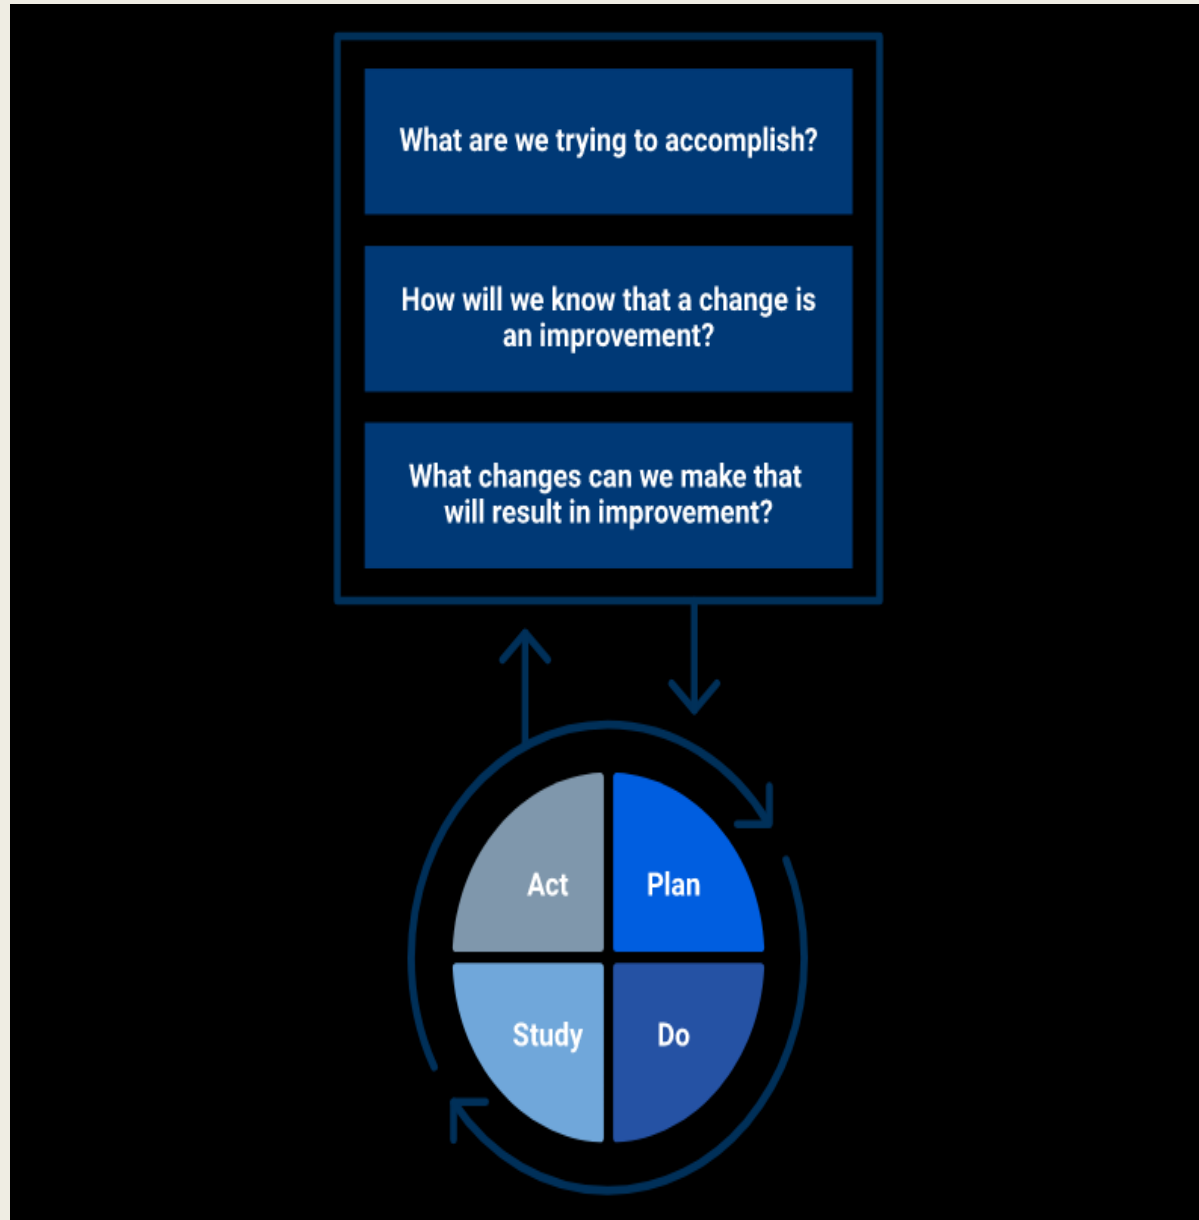 What are we trying to accomplish?
How will we know that a change is
an improvement?
What changes can we make that
will result in improvement?
Act
Plan
Study
Do